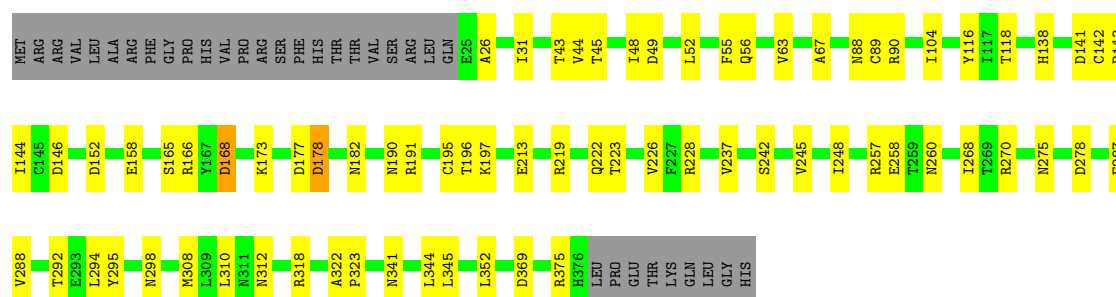 MET ARG ARG VAL LEU ALA ARG PHE GLY PRO HIS VAL PRO ARG SER PHE HIS THR THR VAL SER ARG LEU GLN E25 A26 I31 T43 V44 T45 I48 D49 L52 F55 Q56 V63 A67 N88 C89 R90 I104 Y116 I117 T118 H138 D141 C142
I144 C145 D146 D152 E158 S165 R166 Y167 D168 K173 D177 D178 N182 N190 R191 C195 T196 K197 E213 R219 Q222 T223 V226 F227 R228 V237 S242 V245 I248 R257 E258 T259 N260 I268 T269 R270 N275 D278
V288 T292 E293 L294 Y295 N298 M308 L309 L310 N311 N312 R318 A322 P323 N341 L344 L345 L352 D369 R375 H376 LEU PRO GLU THR LYS GLN LEU GLY HIS